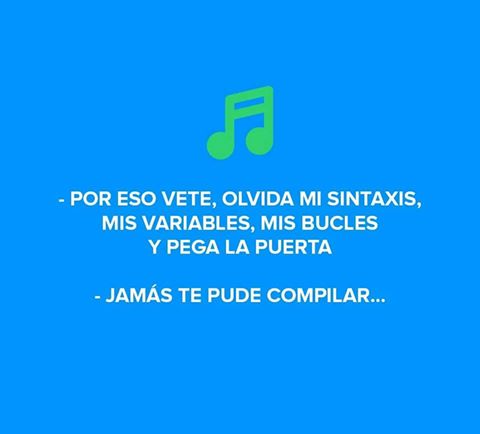 - POR ESO VETE, OLVIDA MI SINTAXIS,
MIS VARIABLES, MIS BUCLES
Y PEGA LA PUERTA
- JAMÁS TE PUDE COMPILAR...